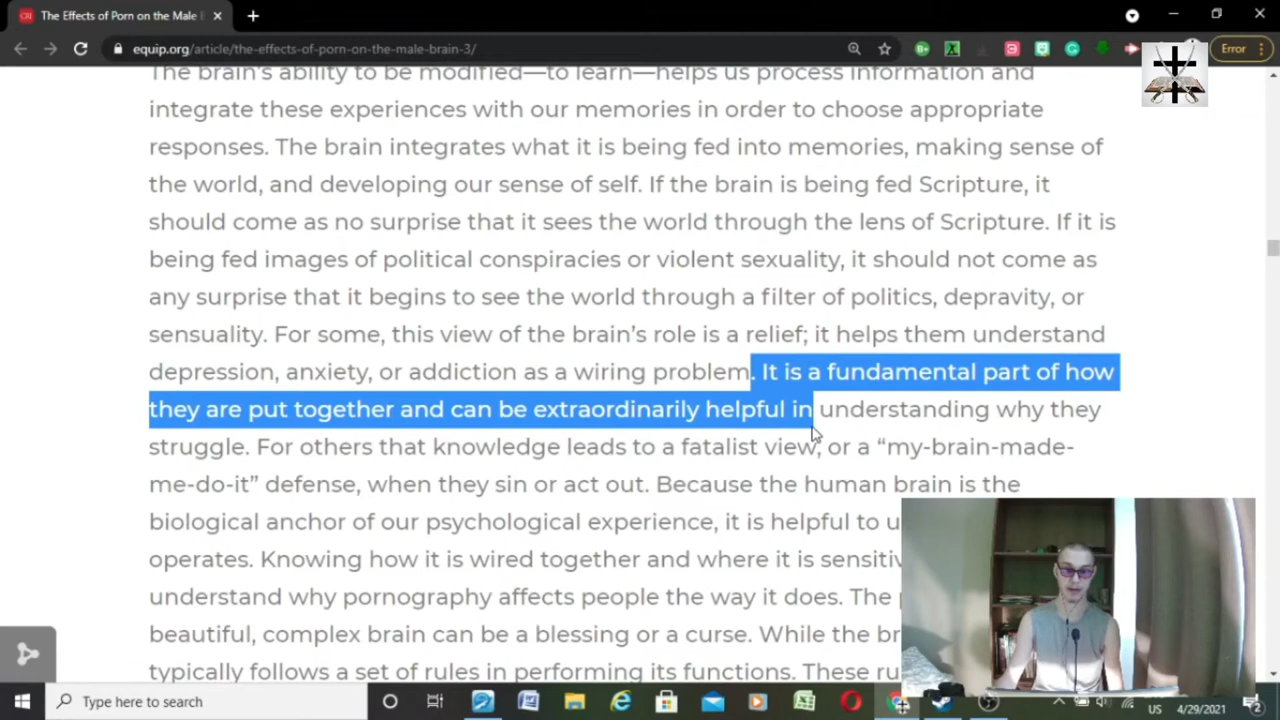 The Effects of Porn on the Male
equip.org/article/the-effects-of-porn-on-the-male-brain-3/
Error
The brain's ability to be modified—to learn—helps us process information and
integrate these experiences with our memories in order to choose appropriate
responses. The brain integrates what it is being fed into memories, making sense of
the world, and developing our sense of self. If the brain is being fed Scripture, it
should come as no surprise that it sees the world through the lens of Scripture. If it is
being fed images of political conspiracies or violent sexuality, it should not come as
any surprise that it begins to see the world through a filter of politics, depravity, or
sensuality. For some, this view of the brain's role is a relief; it helps them understand
depression, anxiety, or addiction as a wiring problem. It is a fundamental part of how
they are put together and can be extraordinarily helpful in understanding why they
struggle. For others that knowledge leads to a fatalist view, or a “my-brain-made-
me-do-it” defense, when they sin or act out. Because the human brain is the
biological anchor of our psychological experience, it is helpful to
operates. Knowing how it is wired together and where it is
understand why pornography affects people the way it does. The
beautiful, complex brain can be a blessing or a curse. While the
typically follows a set of rules in performing its functions. These
Type here to search
US
4/29/2021
2